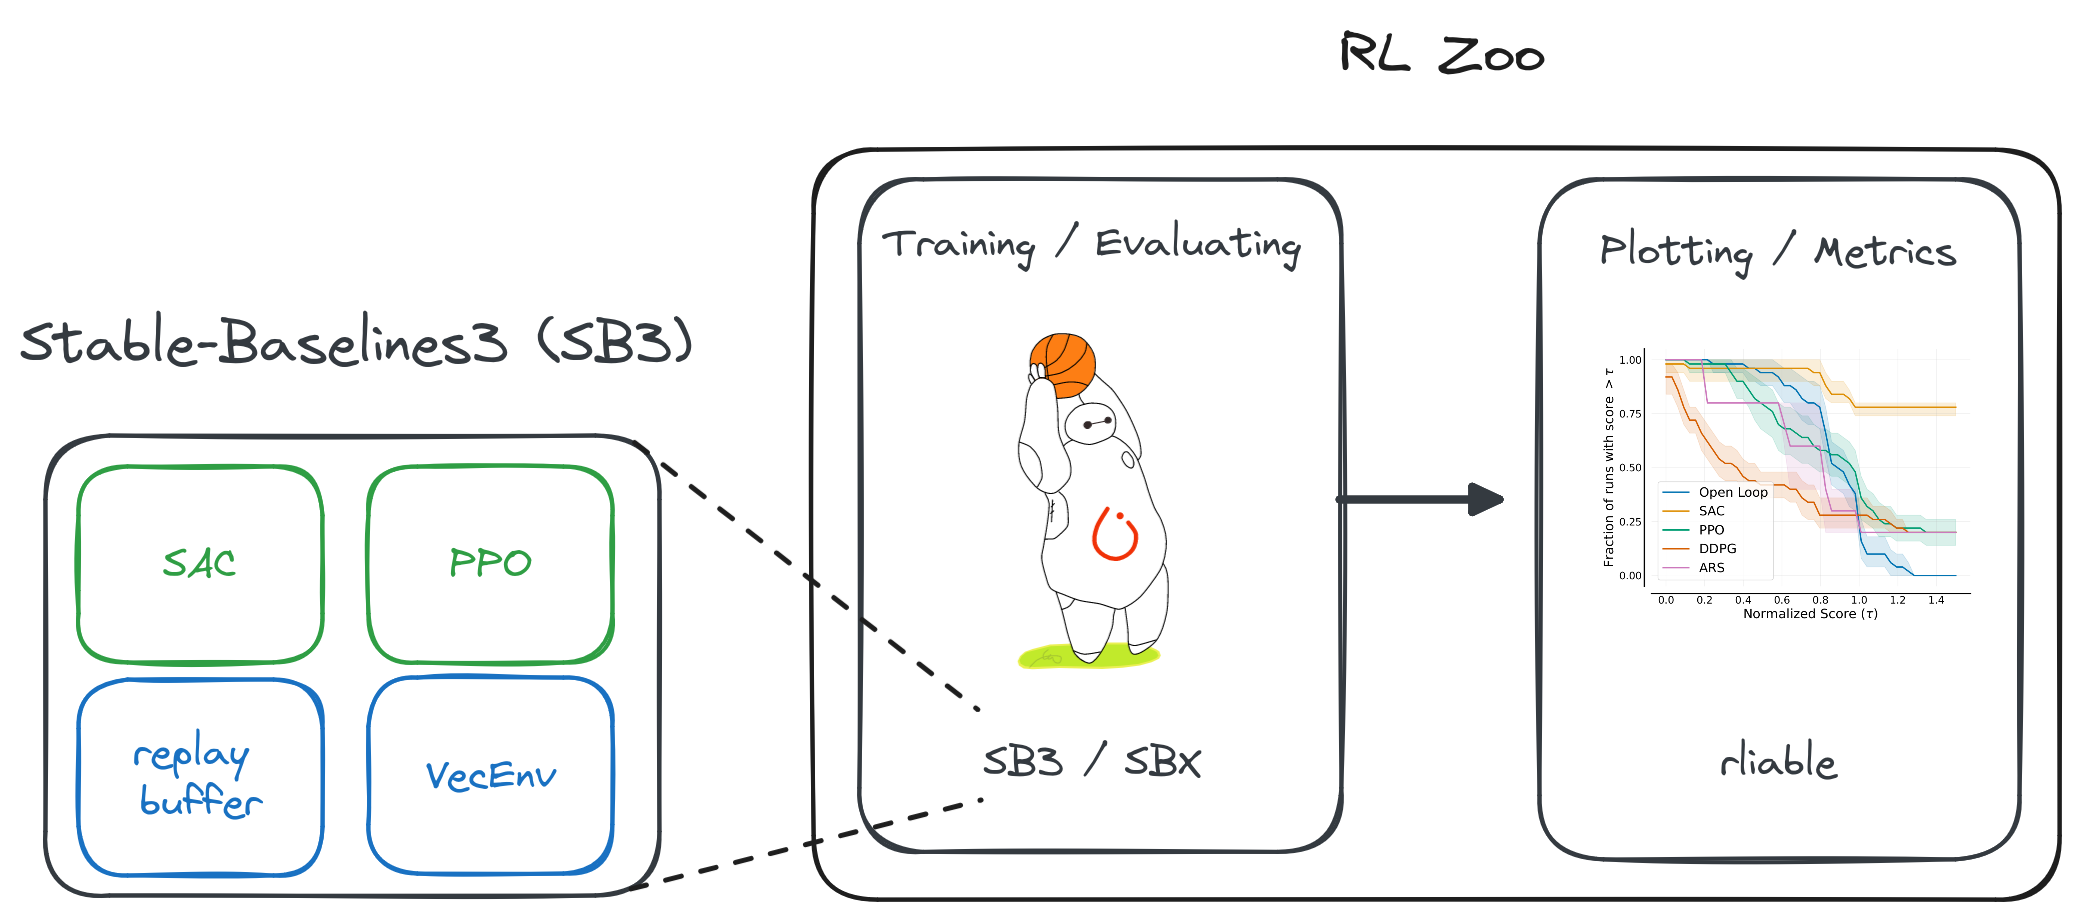 RL Zoo
Stable-Baselines3 (SB3)
SAC
PPO
replay
buffer
VecEnv
Training / Evaluating
SB3 / SBX
Plotting / Metrics
Fraction of runs with score > τ
1.00
0.75
0.50
0.25
0.00
Open Loop
SAC
PPO
DDPG
ARS
0.0 0.2 0.4 0.6 0.8 1.0 1.2 1.4
Normalized Score (τ)
rliable